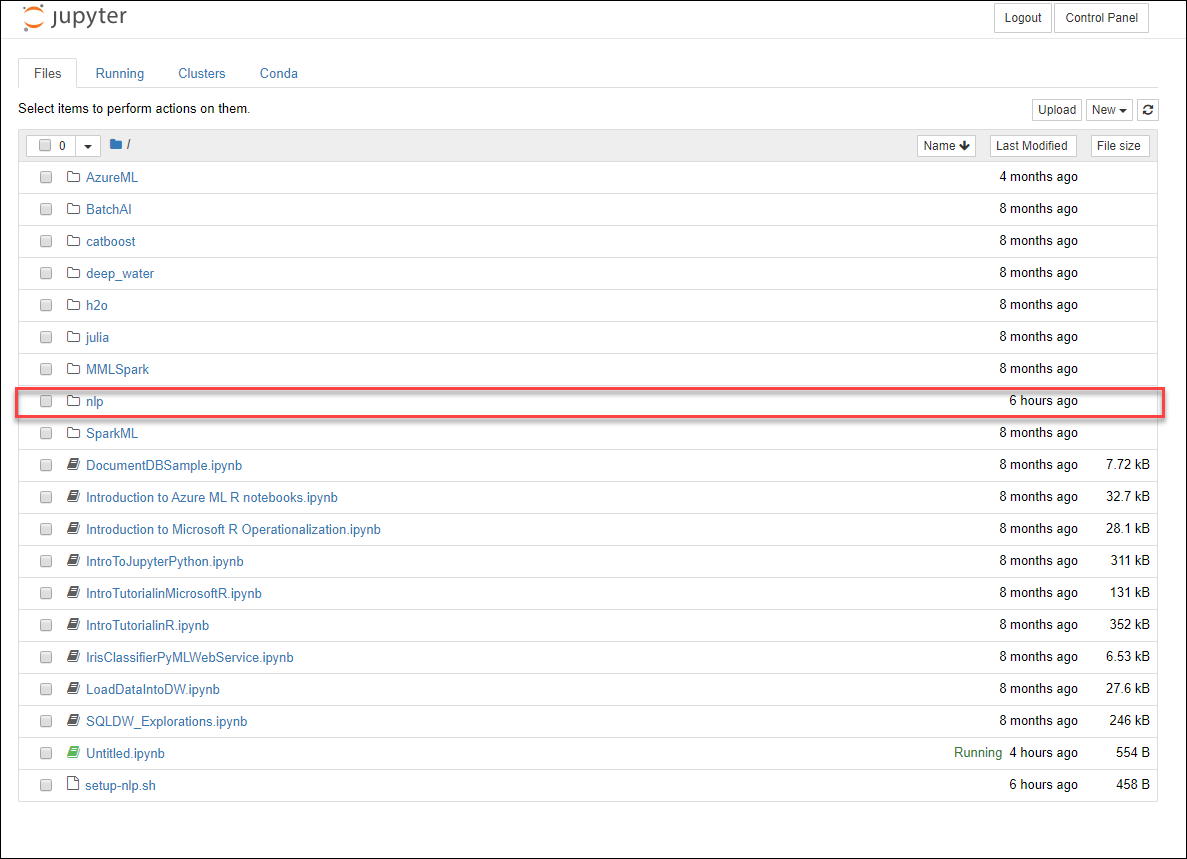 jupyter Logout Control Panel
Files Running Clusters Conda
Select items to perform actions on them. Upload New
0 / Name Last Modified File size
AzureML 4 months ago
BatchAI 8 months ago
catboost 8 months ago
deep_water 8 months ago
h2o 8 months ago
julia 8 months ago
MMLSpark 8 months ago
nlp 6 hours ago
SparkML 8 months ago
DocumentDBSample.ipynb 8 months ago 7.72 kB
Introduction to Azure ML R notebooks.ipynb 8 months ago 32.7 kB
Introduction to Microsoft R Operationalization.ipynb 8 months ago 28.1 kB
IntroToJupyterPython.ipynb 8 months ago 311 kB
IntroTutorialinMicrosoftR.ipynb 8 months ago 131 kB
IntroTutorialinR.ipynb 8 months ago 352 kB
IrisClassifierPyMLWebService.ipynb 8 months ago 6.53 kB
LoadDataIntoDW.ipynb 8 months ago 27.6 kB
SQLDW_Explorations.ipynb 8 months ago 246 kB
Untitled.ipynb Running 4 hours ago 554 B
setup-nlp.sh 6 hours ago 458 B